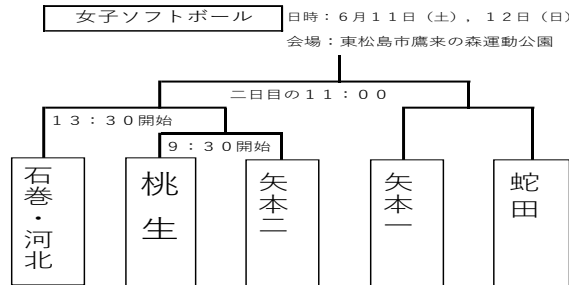 女子ソフトボール
日時：６月１１日（土），１２日（日）
会場：東松島市鷹来の森運動公園
二日目の１１：００
１３：３０開始
９：３０開始
石巻・河北
桃生
矢本二
矢本一
蛇田